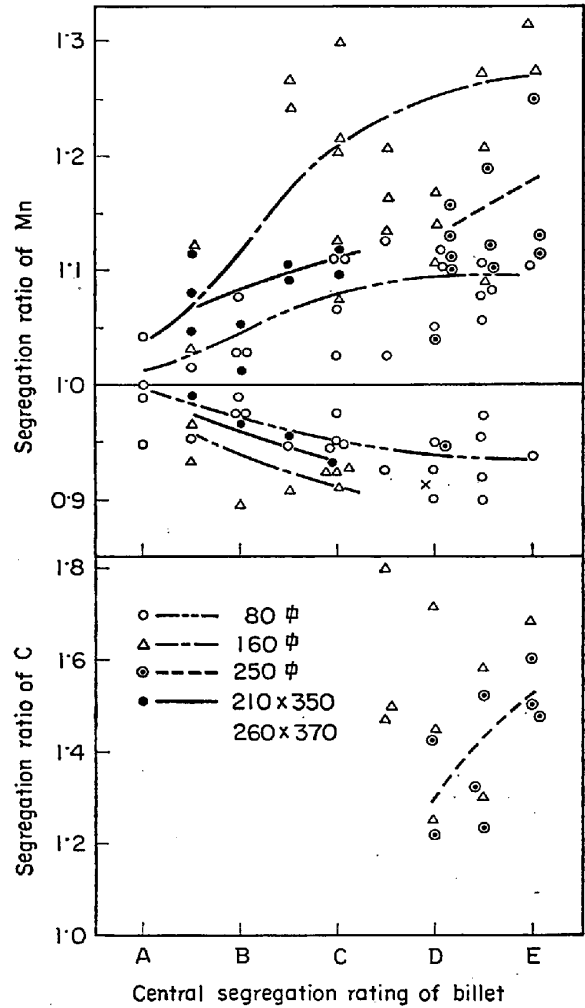 Segregation ratio of Mn
1·3
1·2
1·1
1·0
0·9
Segregation ratio of C
1·8
1·6
1·4
1·2
1·0
80 ⌗
160 ⌗
250 ⌗
210 x 350
260 x 370
A B C D E
Central segregation rating of billet